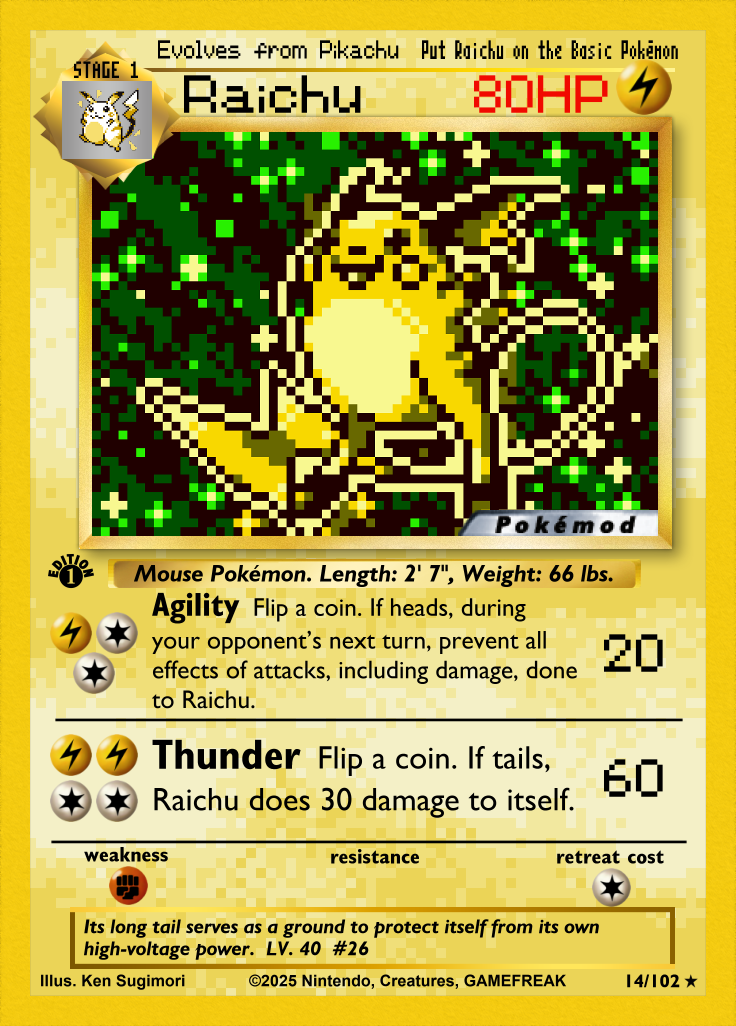 Evolves from Pikachu Put Raichu on the Basic Pokémon
STAGE 1
Raichu 80HP
Pokémod
EDITION 1
Mouse Pokémon. Length: 2' 7", Weight: 66 lbs.
Agility Flip a coin. If heads, during
your opponent's next turn, prevent all
effects of attacks, including damage, done
to Raichu.
20
Thunder Flip a coin. If tails,
Raichu does 30 damage to itself.
60
weakness resistance retreat cost
Its long tail serves as a ground to protect itself from its own
high-voltage power. LV. 40 #26
Illus. Ken Sugimori ©2025 Nintendo, Creatures, GAMEFREAK 14/102 ★